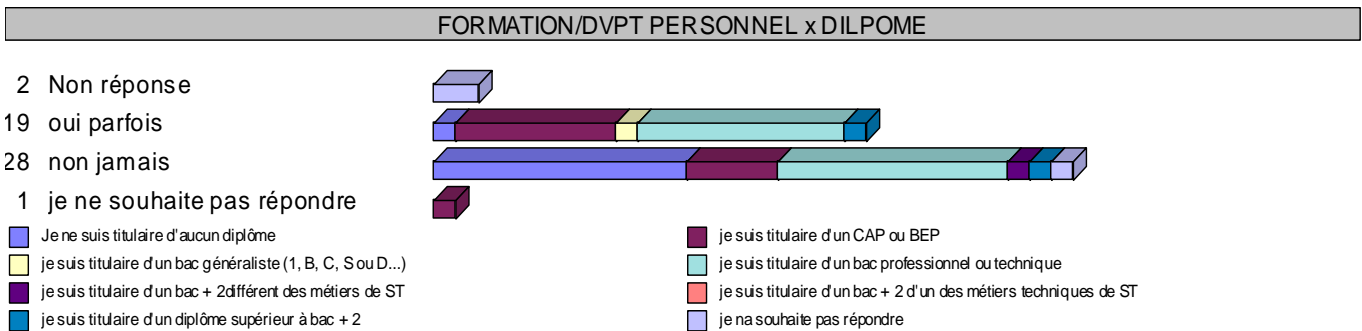 FORMATION/DVPT PERSONNEL x DILPOME
2 Non réponse
19 oui parfois
28 non jamais
1 je ne souhaite pas répondre
Je ne suis titulaire d'aucun diplôme
je suis titulaire d'un CAP ou BEP
je suis titulaire d'un bac généraliste (1, B, C, S ou D...)
je suis titulaire d'un bac professionnel ou technique
je suis titulaire d'un bac + 2différent des métiers de ST
je suis titulaire d'un bac + 2 d'un des métiers techniques de ST
je suis titulaire d'un diplôme supérieur à bac + 2
je na souhaite pas répondre